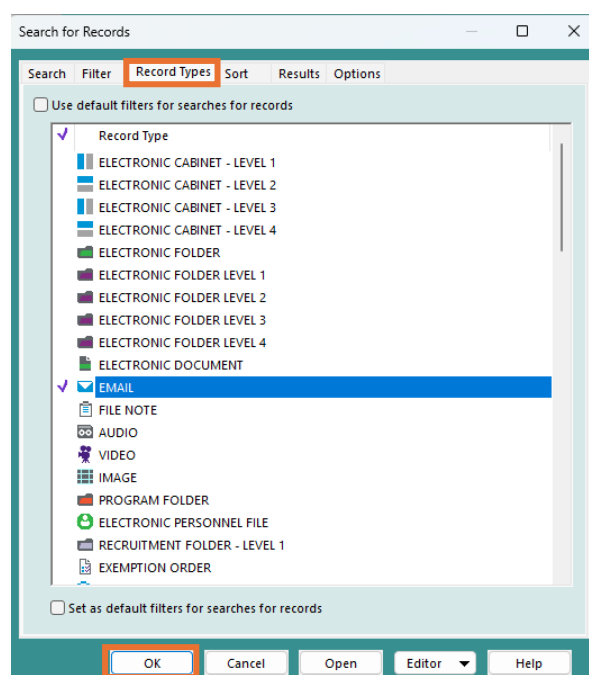 Search for Records
Search Filter Record Types Sort Results Options
Use default filters for searches for records
Record Type
ELECTRONIC CABINET - LEVEL 1
ELECTRONIC CABINET - LEVEL 2
ELECTRONIC CABINET - LEVEL 3
ELECTRONIC CABINET - LEVEL 4
ELECTRONIC FOLDER
ELECTRONIC FOLDER LEVEL 1
ELECTRONIC FOLDER LEVEL 2
ELECTRONIC FOLDER LEVEL 3
ELECTRONIC FOLDER LEVEL 4
ELECTRONIC DOCUMENT
EMAIL
FILE NOTE
AUDIO
VIDEO
IMAGE
PROGRAM FOLDER
ELECTRONIC PERSONNEL FILE
RECRUITMENT FOLDER - LEVEL 1
EXEMPTION ORDER
Set as default filters for searches for records
OK Cancel Open Editor Help